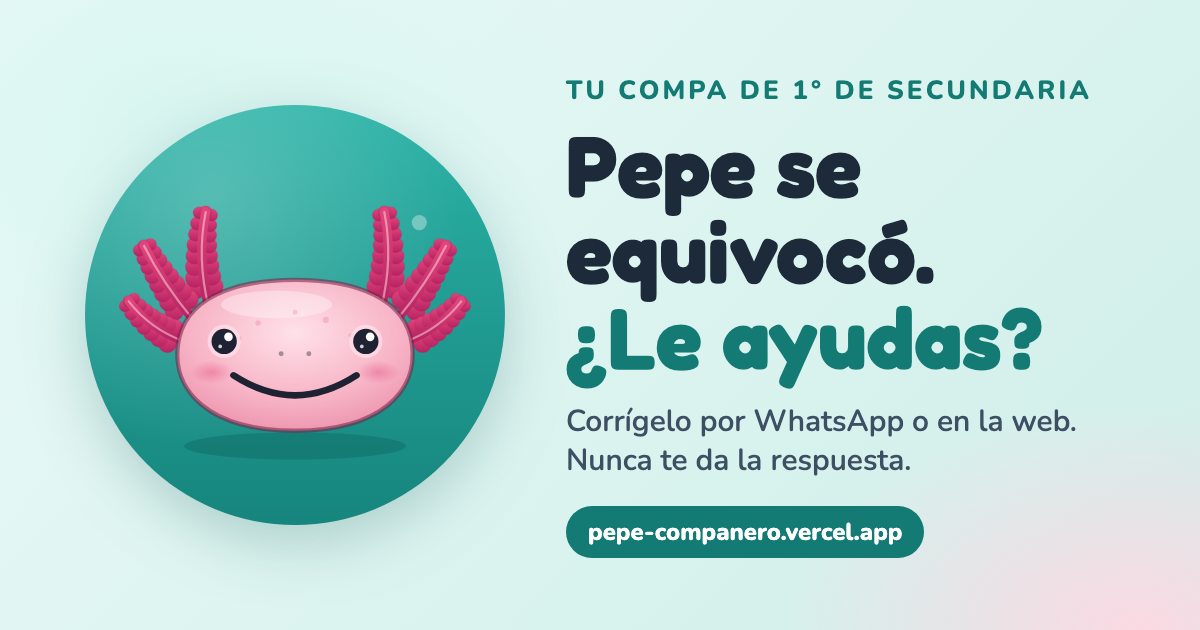 TU COMPA DE 1° DE SECUNDARIA
Pepe se
equivocó.
¿Le ayudas?
Corrígelo por WhatsApp o en la web.
Nunca te da la respuesta.
pepe-companero.vercel.app